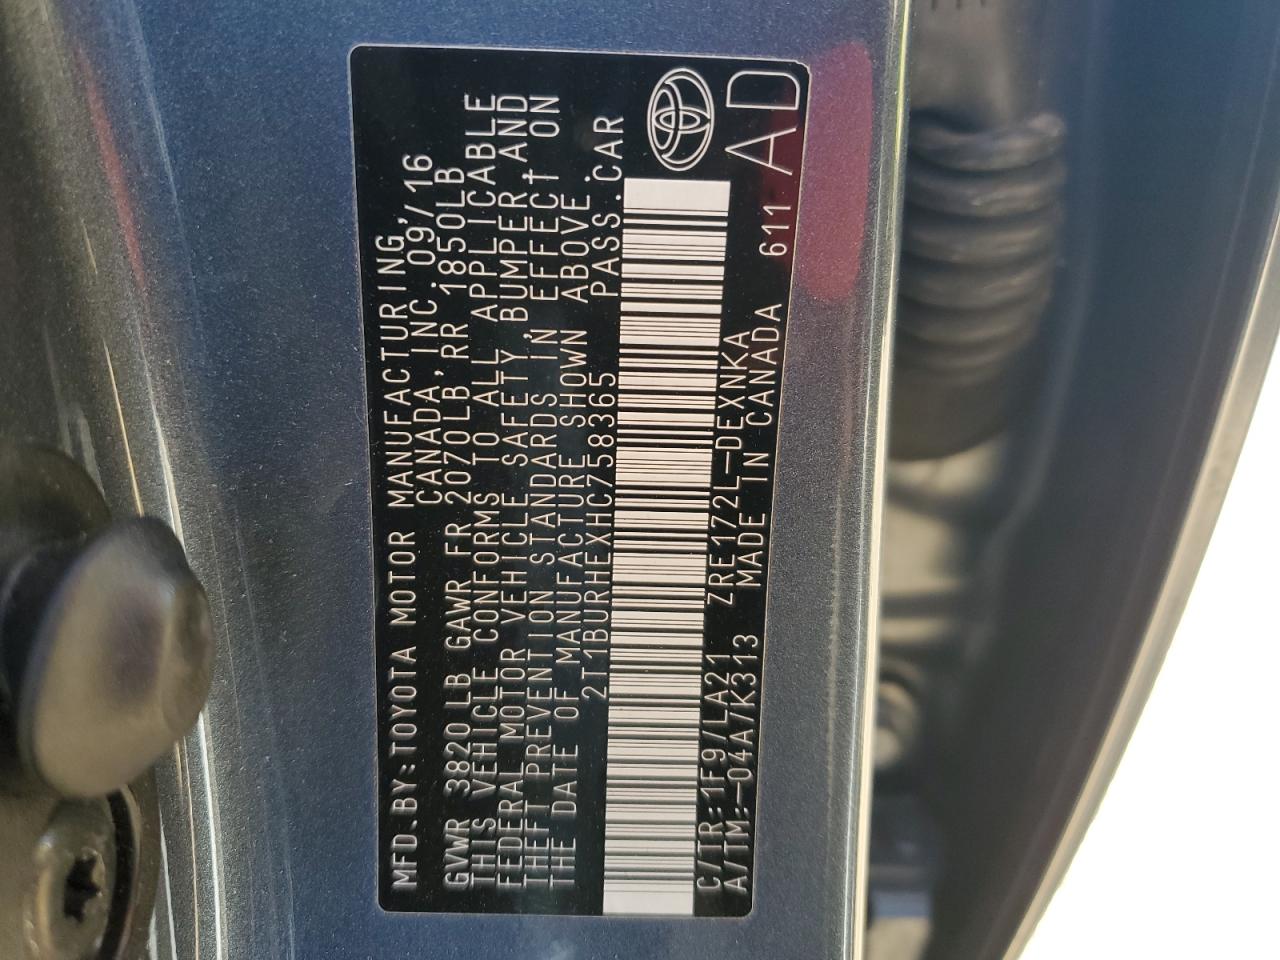 MFD.BY:TOYOTA MOTOR MANUFACTURING,
CANADA,INC. 09/16
GVWR 3820LB GAWR FR 2070LB,RR 1850LB
THIS VEHICLE CONFORMS TO ALL APPLICABLE
FEDERAL MOTOR VEHICLE SAFETY,BUMPER,AND
THEFT PREVENTION STANDARDS IN EFFECT ON
THE DATE OF MANUFACTURE SHOWN ABOVE.
2T1BURHEXHC758365 PASS.CAR
C/TR:1F9/LA21 ZRE172L-DEXNKA
A/TM:-04A/K313 MADE IN CANADA 611 AD